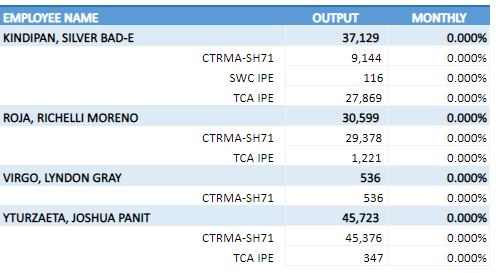 EMPLOYEE NAME OUTPUT MONTHLY
KINDIPAN, SILVER BAD-E 37,129 0.000%
CTRMA-SH71 9,144 0.000%
SWC IPE 116 0.000%
TCA IPE 27,869 0.000%
ROJA, RICHELLI MORENO 30,599 0.000%
CTRMA-SH71 29,378 0.000%
TCA IPE 1,221 0.000%
VIRGO, LYNDON GRAY 536 0.000%
CTRMA-SH71 536 0.000%
YTURZAETA, JOSHUA PANIT 45,723 0.000%
CTRMA-SH71 45,376 0.000%
TCA IPE 347 0.000%